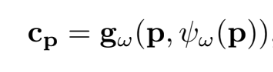 𝐜_𝐩 = 𝐠_ω(𝐩, ψ_ω(𝐩)).